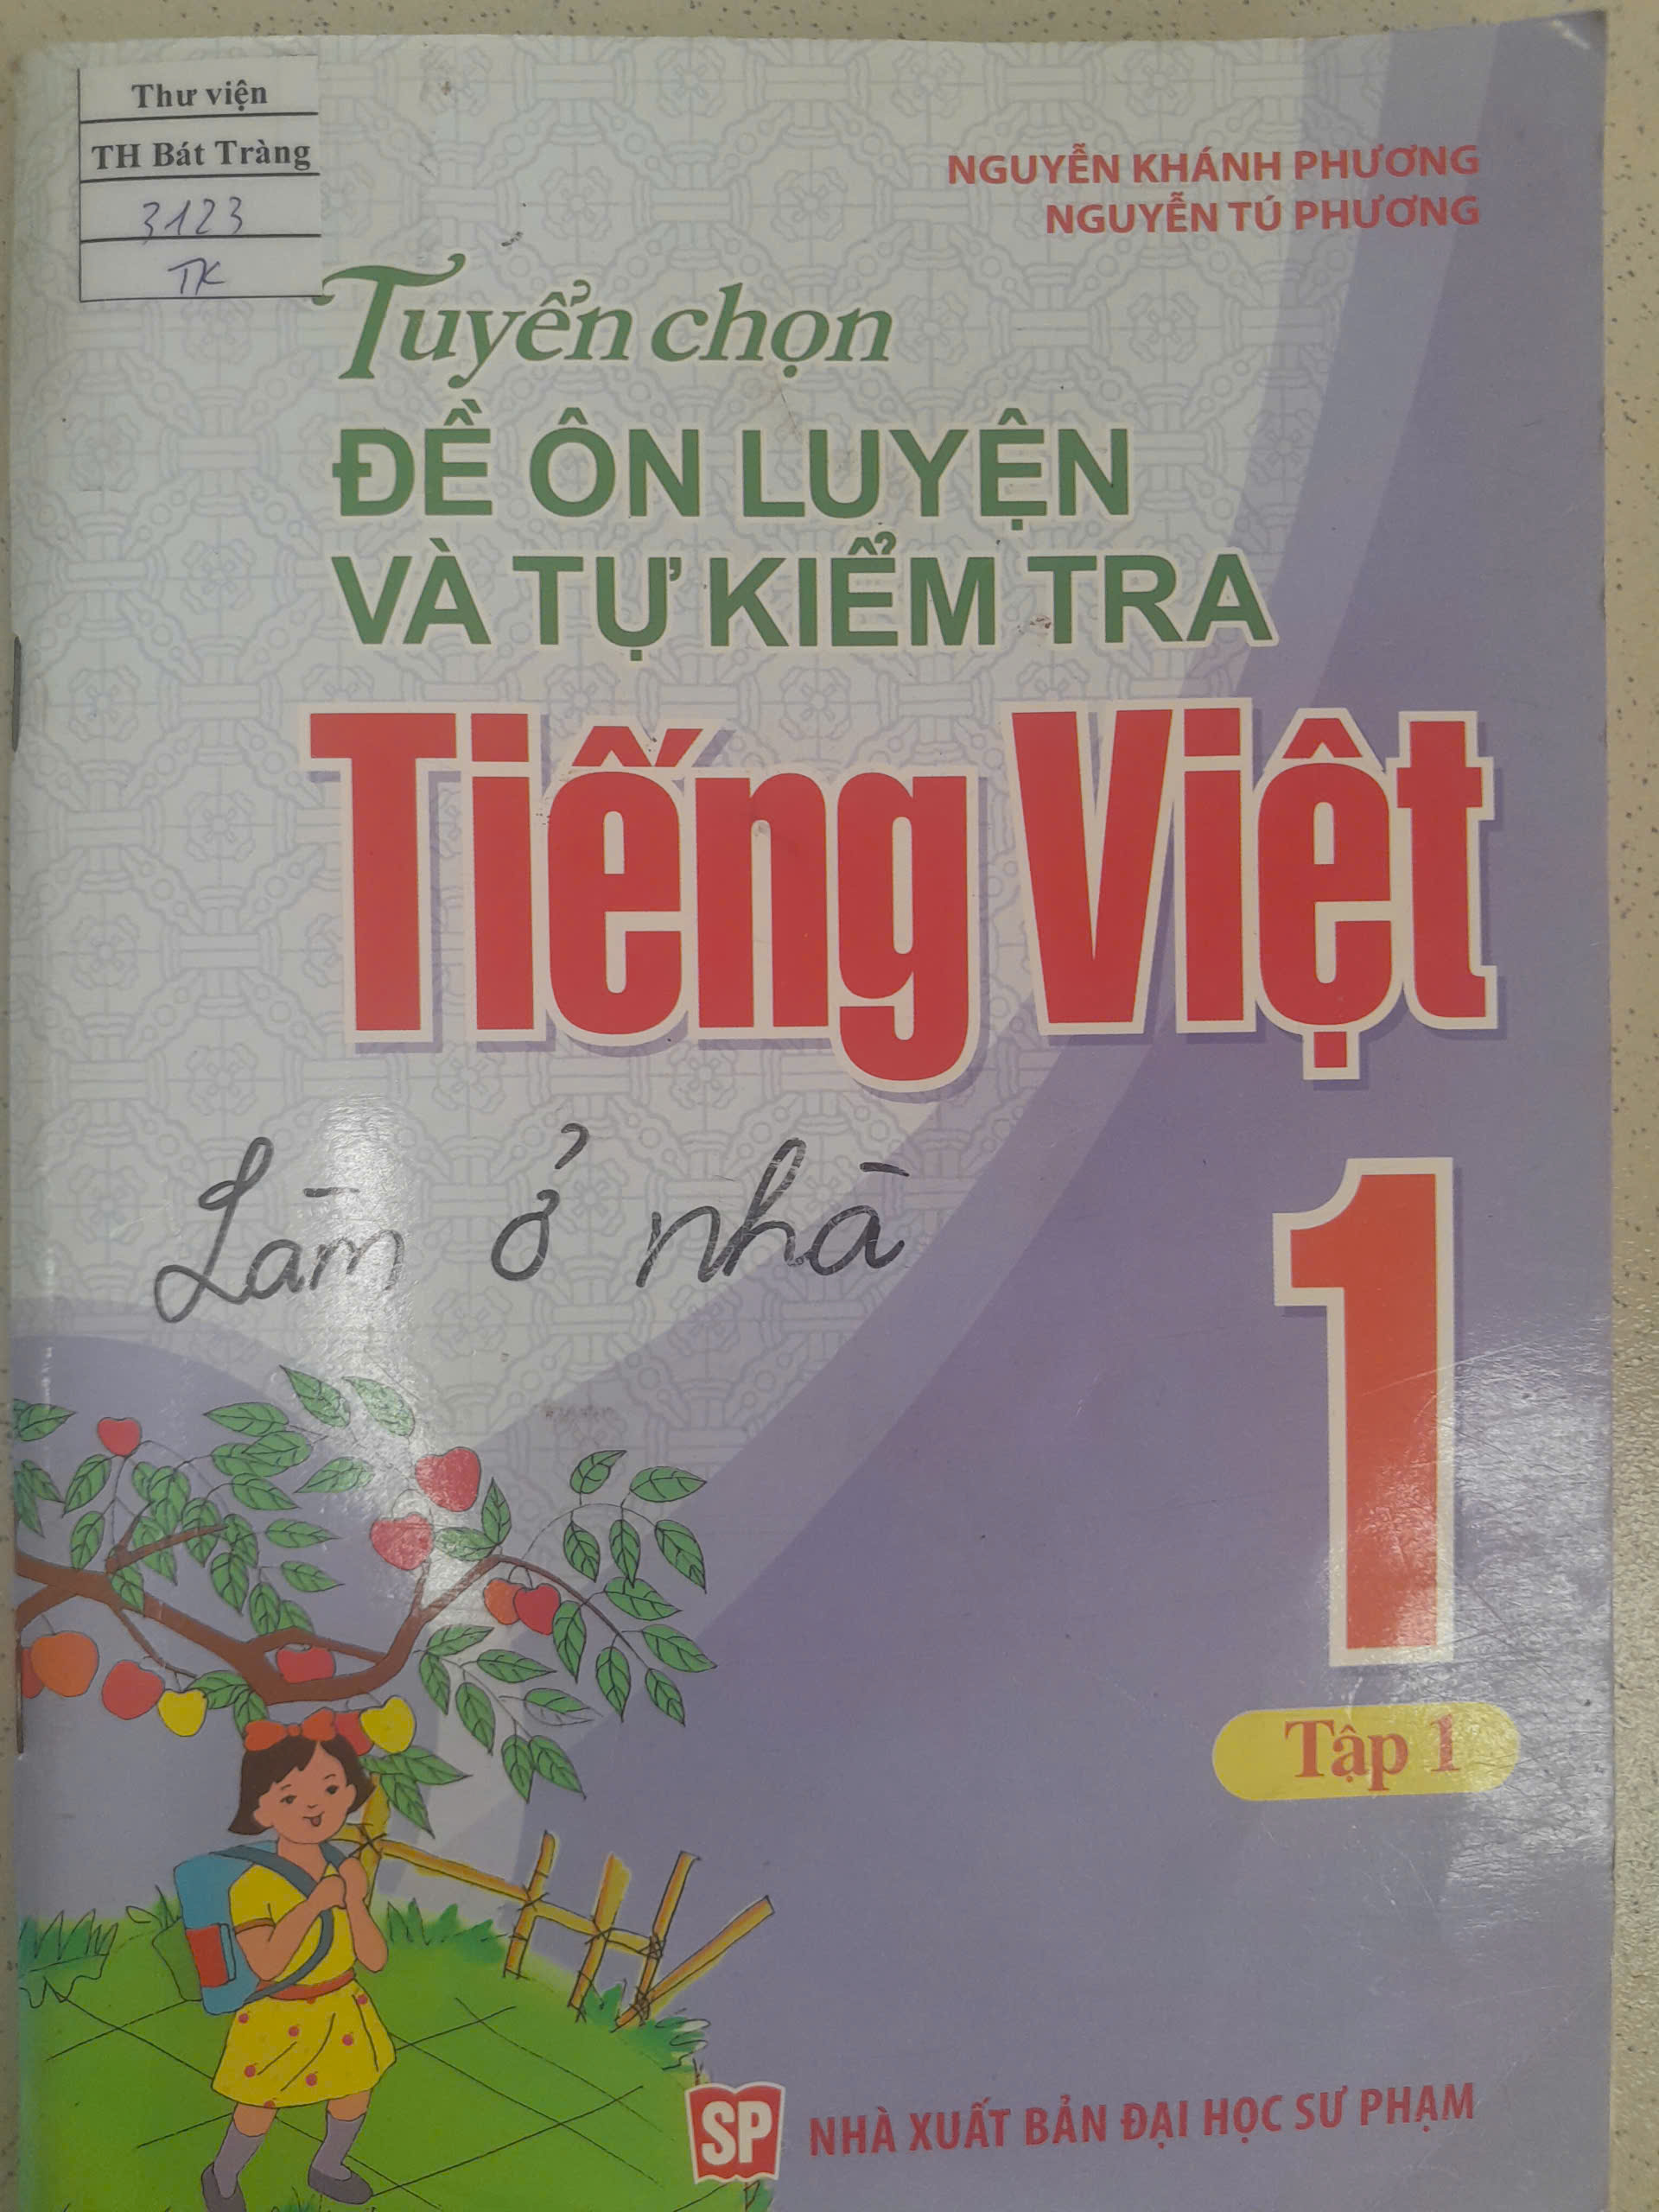 Thư viện
TH Bát Tràng
3123
TK
NGUYỄN KHÁNH PHƯƠNG
NGUYỄN TÚ PHƯƠNG
Tuyển chọn
ĐỀ ÔN LUYỆN
VÀ TỰ KIỂM TRA
Tiếng Việt
1
Làm ở nhà
Tập 1
SP NHÀ XUẤT BẢN ĐẠI HỌC SƯ PHẠM